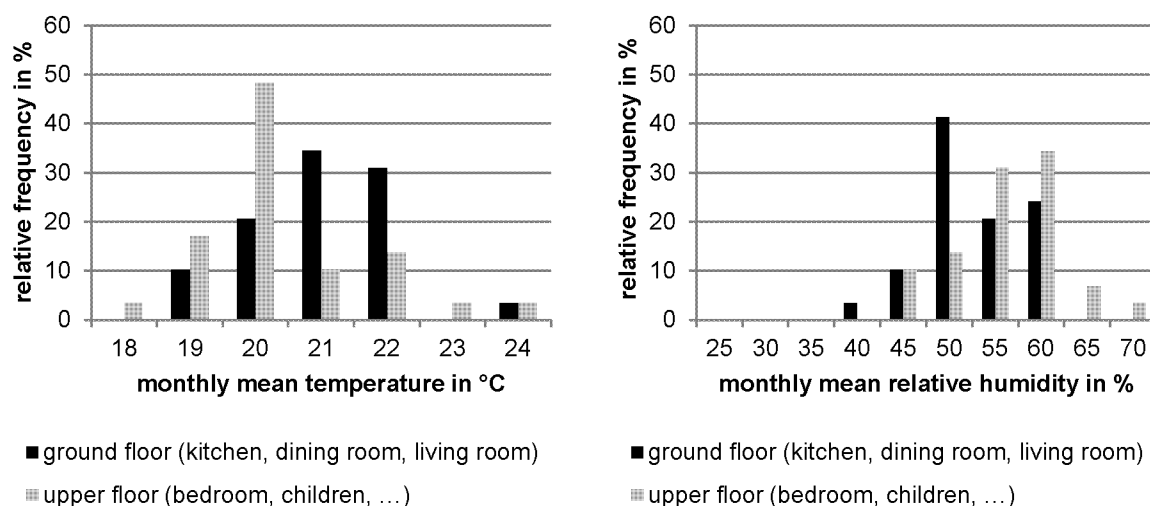 relative frequency in %
60
50
40
30
20
10
0
18 19 20 21 22 23 24
monthly mean temperature in °C
■ ground floor (kitchen, dining room, living room)
upper floor (bedroom, children, …)
relative frequency in %
60
50
40
30
20
10
0
25 30 35 40 45 50 55 60 65 70
monthly mean relative humidity in %
■ ground floor (kitchen, dining room, living room)
upper floor (bedroom, children, …)